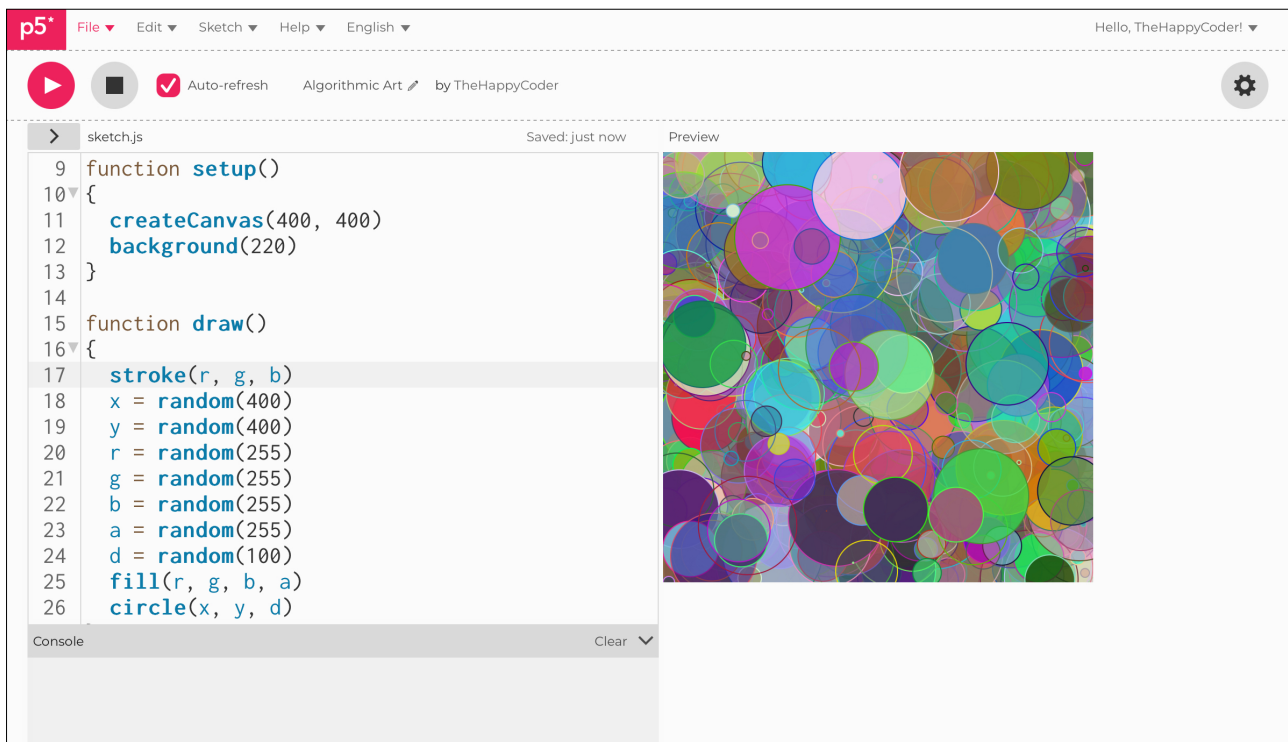 p5* File Edit Sketch Help English Hello, TheHappyCoder!
Auto-refresh Algorithmic Art by TheHappyCoder
sketch.js Saved: just now Preview
9 function setup()
10 {
11 createCanvas(400, 400)
12 background(220)
13 }
14
15 function draw()
16 {
17 stroke(r, g, b)
18 x = random(400)
19 y = random(400)
20 r = random(255)
21 g = random(255)
22 b = random(255)
23 a = random(255)
24 d = random(100)
25 fill(r, g, b, a)
26 circle(x, y, d)
Console Clear